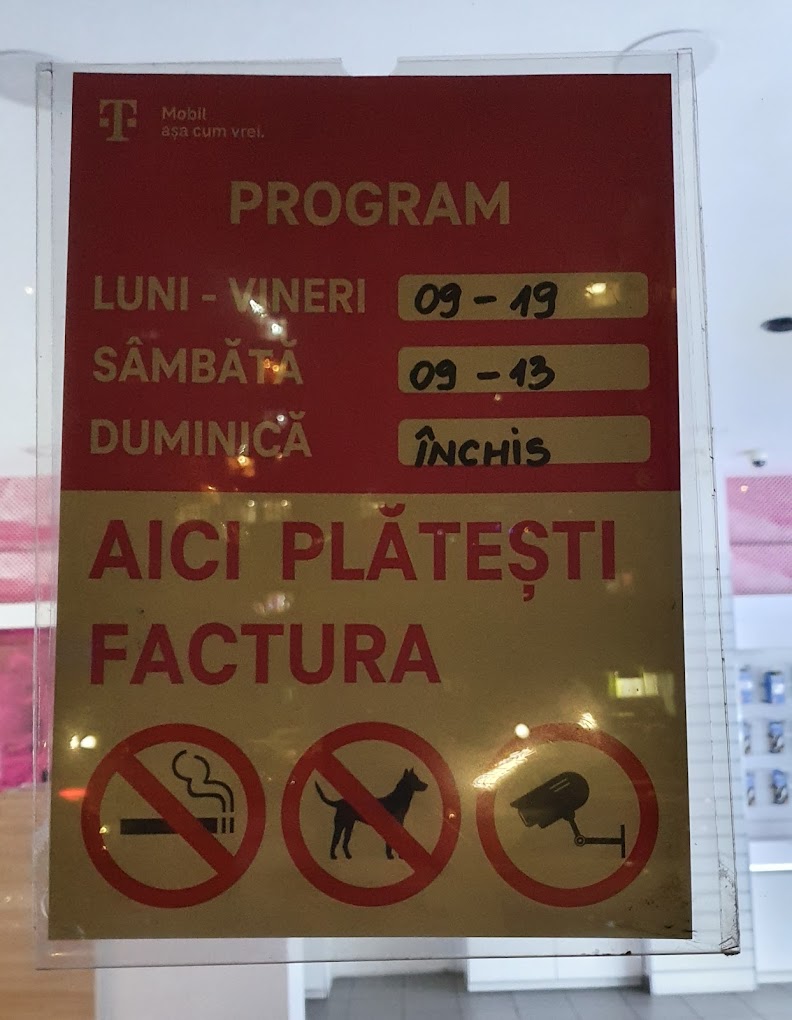 T Mobil
așa cum vrei.
PROGRAM
LUNI - VINERI 09 - 19
SÂMBĂTĂ 09 - 13
DUMINICĂ ÎNCHIS
AICI PLĂTEȘTI
FACTURA